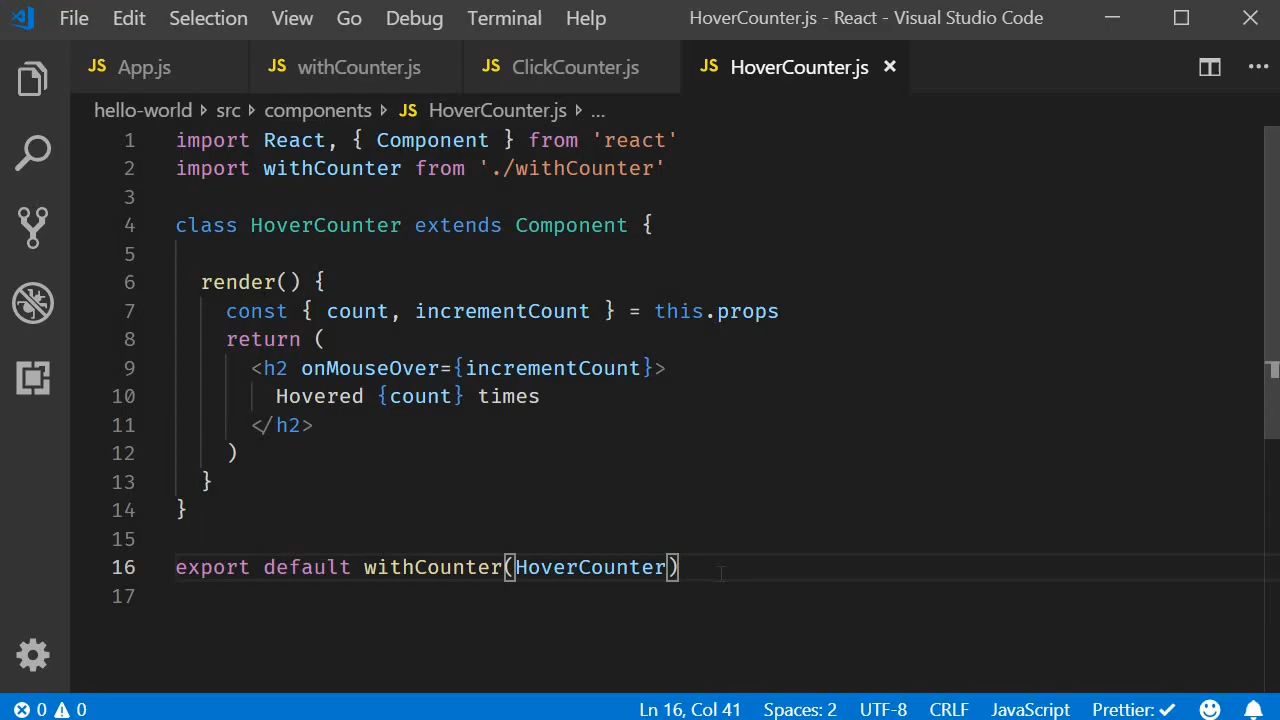 File Edit Selection View Go Debug Terminal Help HoverCounter.js - React - Visual Studio Code
JS App.js JS withCounter.js JS ClickCounter.js JS HoverCounter.js
hello-world src components JS HoverCounter.js ...
1 import React, { Component } from 'react'
2 import withCounter from './withCounter'
3
4 class HoverCounter extends Component {
5
6 render() {
7 const { count, incrementCount } = this.props
8 return (
9 <h2 onMouseOver={incrementCount}>
10 Hovered {count} times
11 </h2>
12 )
13 }
14 }
15
16 export default withCounter(HoverCounter)
17
0 0 Ln 16, Col 41 Spaces: 2 UTF-8 CRLF JavaScript Prettier: ✓